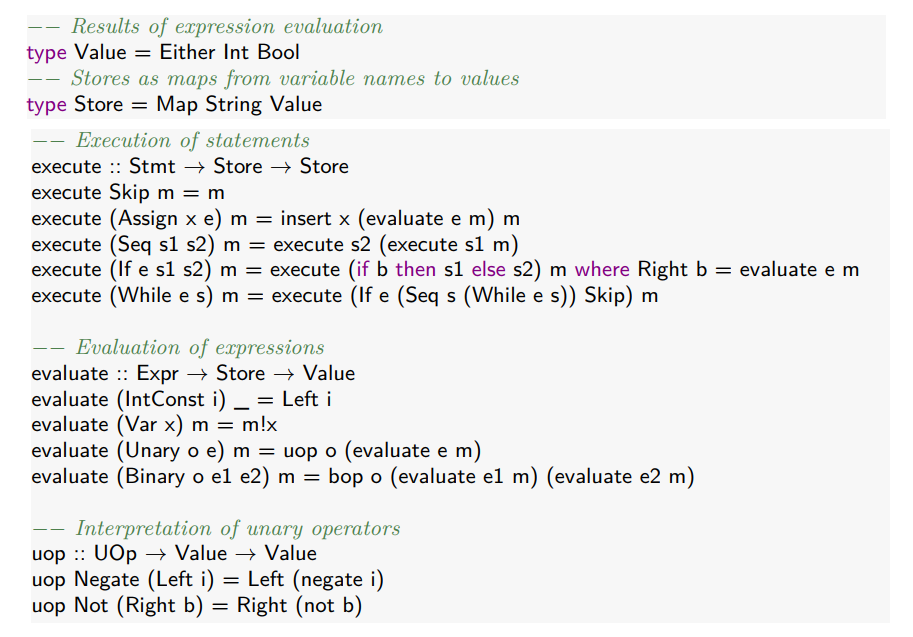 −− Results of expression evaluation
type Value = Either Int Bool
−− Stores as maps from variable names to values
type Store = Map String Value
−− Execution of statements
execute :: Stmt → Store → Store
execute Skip m = m
execute (Assign x e) m = insert x (evaluate e m) m
execute (Seq s1 s2) m = execute s2 (execute s1 m)
execute (If e s1 s2) m = execute (if b then s1 else s2) m where Right b = evaluate e m
execute (While e s) m = execute (If e (Seq s (While e s)) Skip) m
−− Evaluation of expressions
evaluate :: Expr → Store → Value
evaluate (IntConst i) _ = Left i
evaluate (Var x) m = m!x
evaluate (Unary o e) m = uop o (evaluate e m)
evaluate (Binary o e1 e2) m = bop o (evaluate e1 m) (evaluate e2 m)
−− Interpretation of unary operators
uop :: UOp → Value → Value
uop Negate (Left i) = Left (negate i)
uop Not (Right b) = Right (not b)